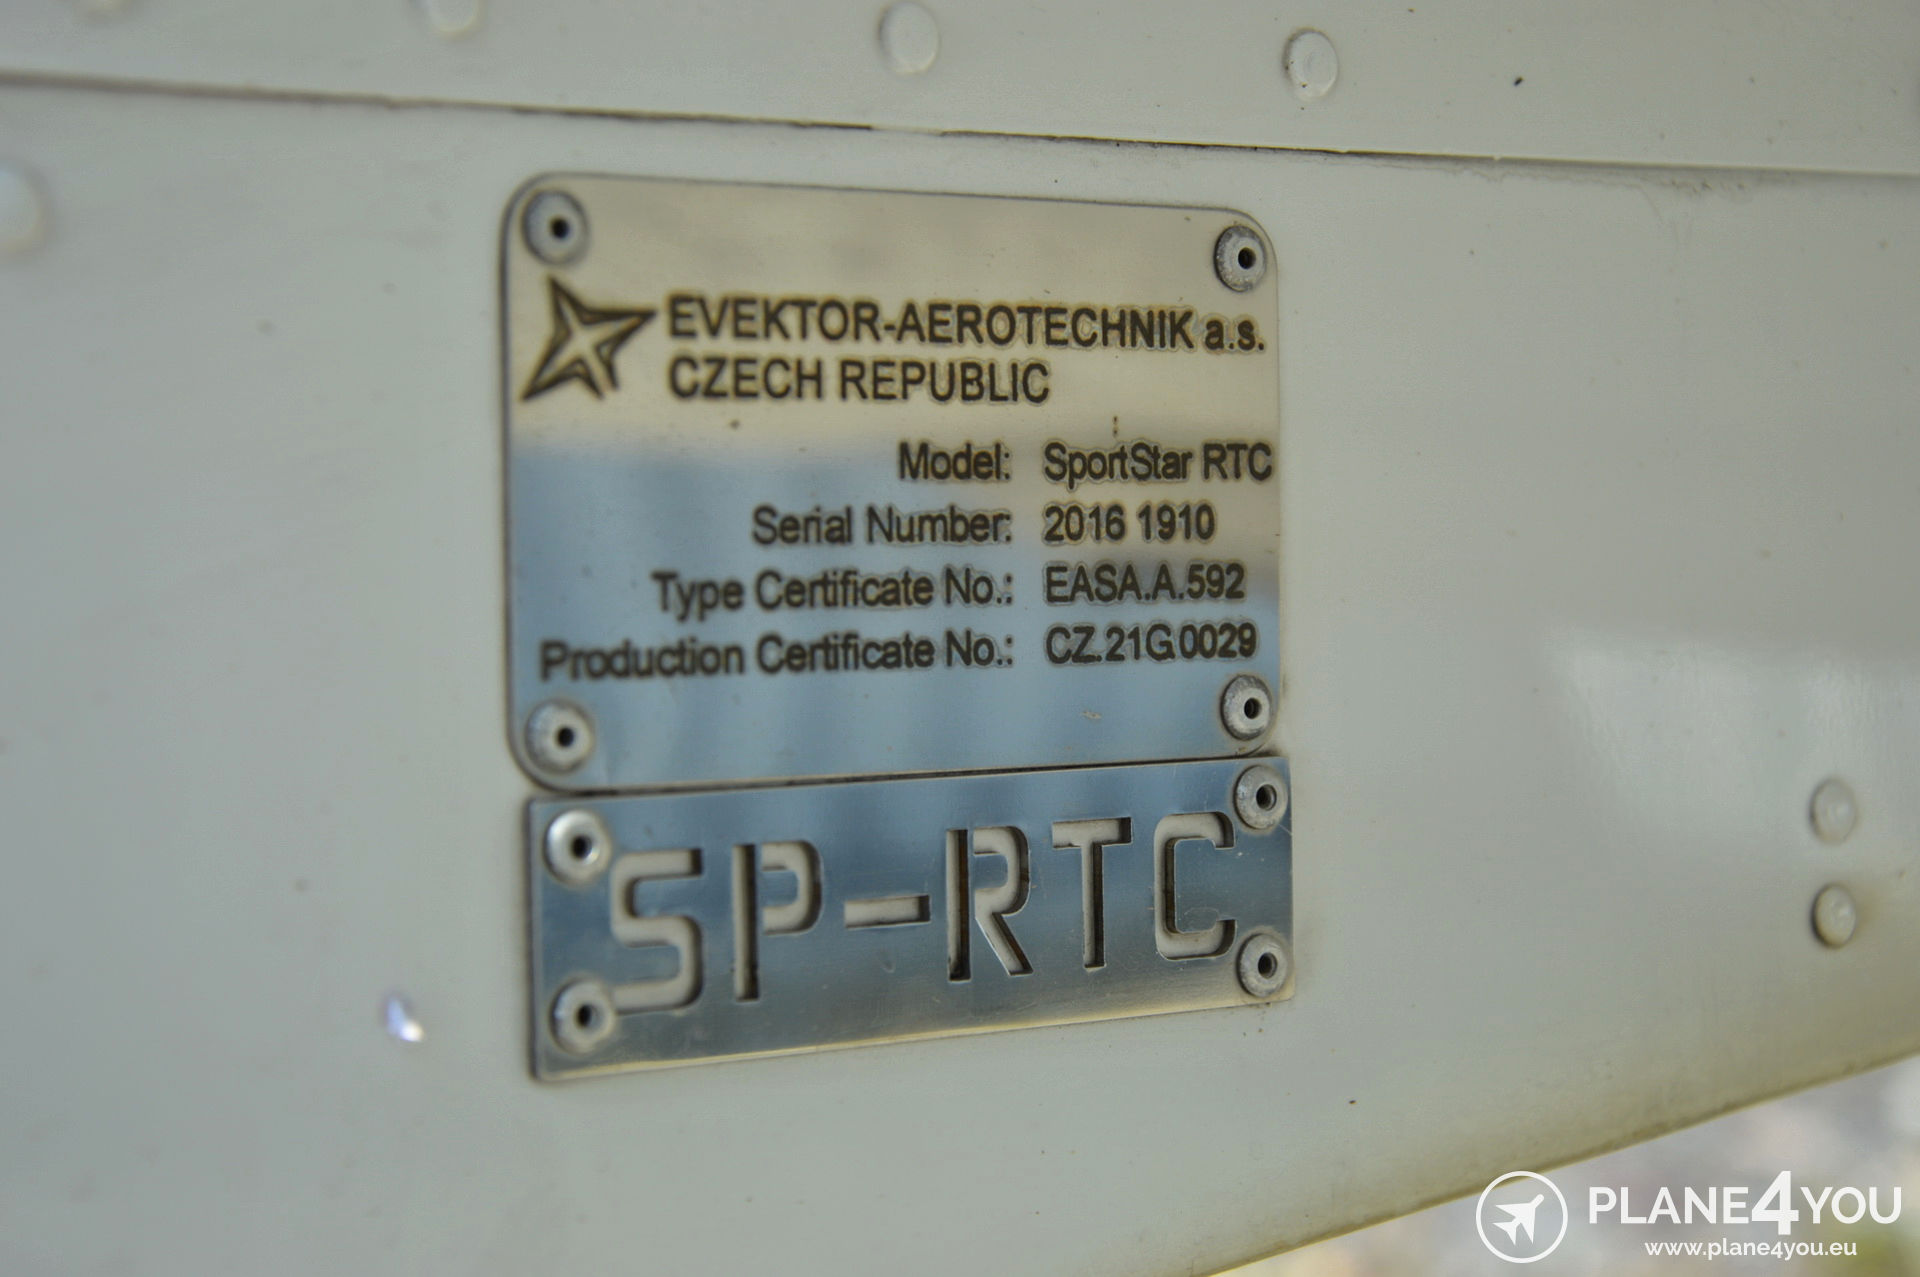 EVEKTOR-AEROTECHNIK a.s.
CZECH REPUBLIC
Model: SportStar RTC
Serial Number: 2016 1910
Type Certificate No.: EASA.A.592
Production Certificate No.: CZ.21G.0029
SP-RTC
PLANE4YOU
www.plane4you.eu